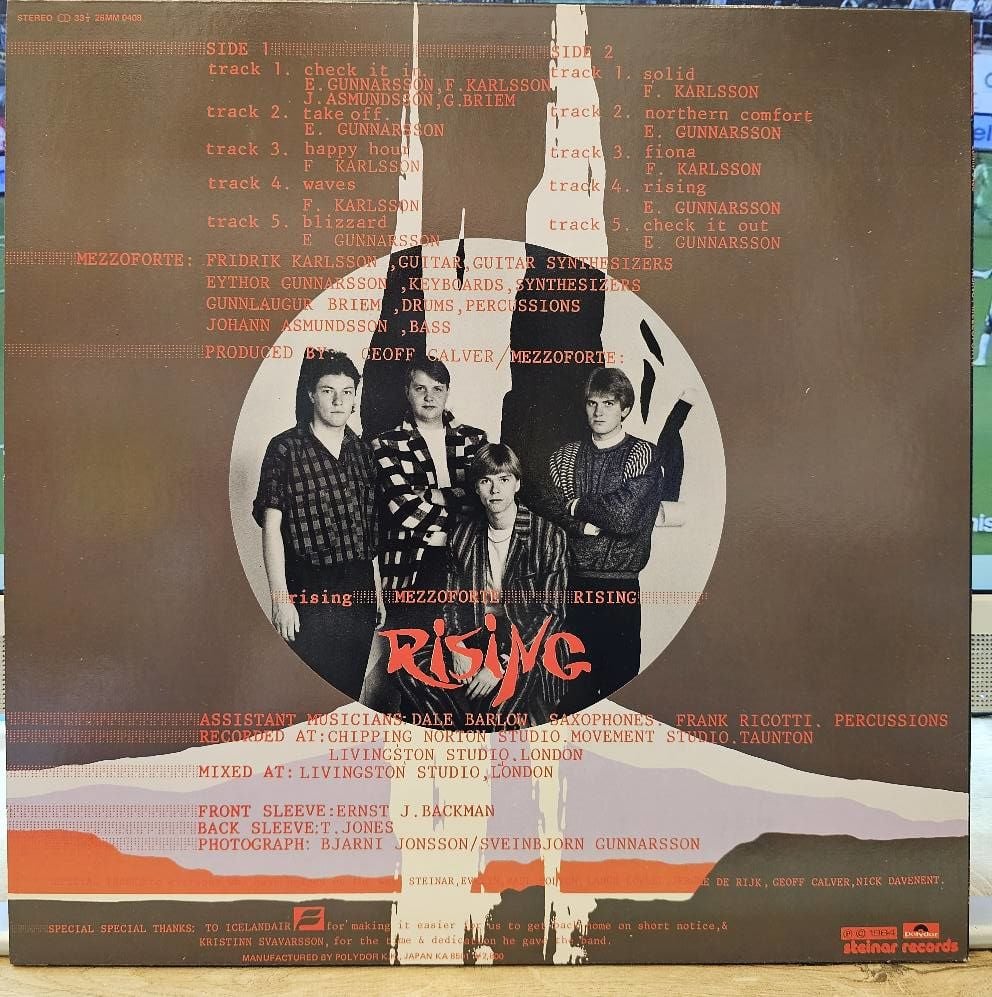 STEREO 33⅓ 28MM 0408
SIDE 1
track 1. check it in.
E. GUNNARSSON, F. KARLSSON
J. ASMUNDSSON, G. BRIEM
track 2. take off.
E. GUNNARSSON
track 3. happy hour
F KARLSSON
track 4. waves
F. KARLSSON
track 5. blizzard
E GUNNARSSON
SIDE 2
track 1. solid
F. KARLSSON
track 2. northern comfort
E. GUNNARSSON
track 3. fiona
F. KARLSSON
track 4. rising
E. GUNNARSSON
track 5. check it out
E. GUNNARSSON
MEZZOFORTE: FRIDRIK KARLSSON ,GUITAR,GUITAR SYNTHESIZERS
EYTHOR GUNNARSSON ,KEYBOARDS,SYNTHESIZERS
GUNNLAUGUR BRIEM ,DRUMS,PERCUSSIONS
JOHANN ASMUNDSSON ,BASS
PRODUCED BY: GEOFF CALVER/MEZZOFORTE:
rising MEZZOFORTE RISING
RISING
ASSISTANT MUSICIANS:DALE BARLOW, SAXOPHONES. FRANK RICOTTI. PERCUSSIONS
RECORDED AT:CHIPPING NORTON STUDIO.MOVEMENT STUDIO.TAUNTON
LIVINGSTON STUDIO.LONDON
MIXED AT: LIVINGSTON STUDIO,LONDON
FRONT SLEEVE:ERNST J.BACKMAN
BACK SLEEVE:T.JONES
PHOTOGRAPH: BJARNI JONSSON/SVEINBJORN GUNNARSSON
STEINAR, DE RIJK, GEOFF CALVER,NICK DAVENENT.
SPECIAL SPECIAL THANKS: TO ICELANDAIR for making it easier for us to get back home on short notice,&
KRISTINN SVAVARSSON, for the time & dedication he gave the band.
MANUFACTURED BY POLYDOR K.K., JAPAN KA 8501 ¥2,800
Ⓟ © 1984 polydor
steinar records